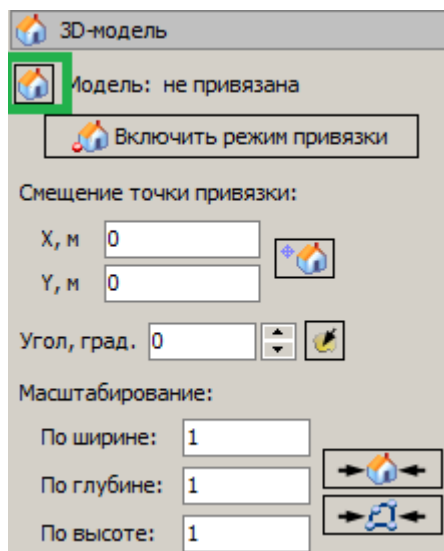 3D-модель
Модель: не привязана
Включить режим привязки
Смещение точки привязки:
X, м 0
Y, м 0
Угол, град. 0
Масштабирование:
По ширине: 1
По глубине: 1
По высоте: 1